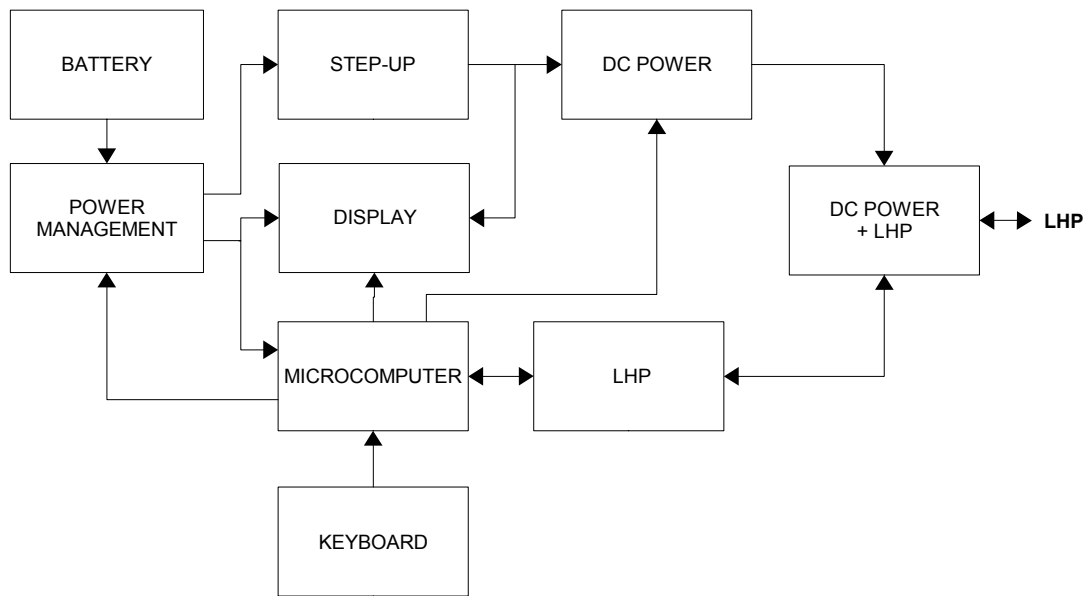 BATTERY
STEP-UP
DC POWER
POWER
MANAGEMENT
DISPLAY
DC POWER
+ LHP
LHP
MICROCOMPUTER
LHP
KEYBOARD